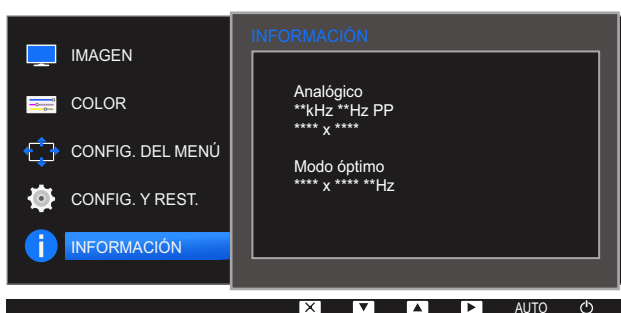 IMAGEN
COLOR
CONFIG. DEL MENÚ
CONFIG. Y REST.
INFORMACIÓN
INFORMACIÓN
Analógico
**kHz **Hz PP
**** x ****
Modo óptimo
**** x **** **Hz
AUTO